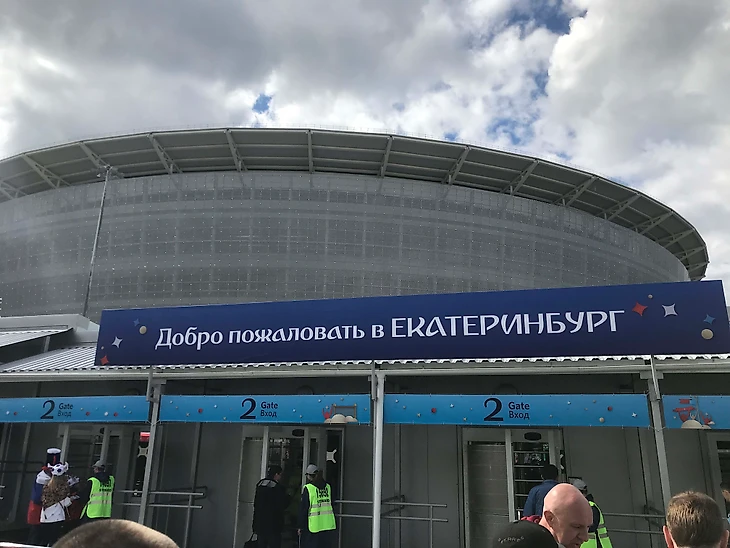 Добро пожаловать в ЕКАТЕРИНБУРГ
2 Gate
Вход
2 Gate
Вход
2 Gate
Вход